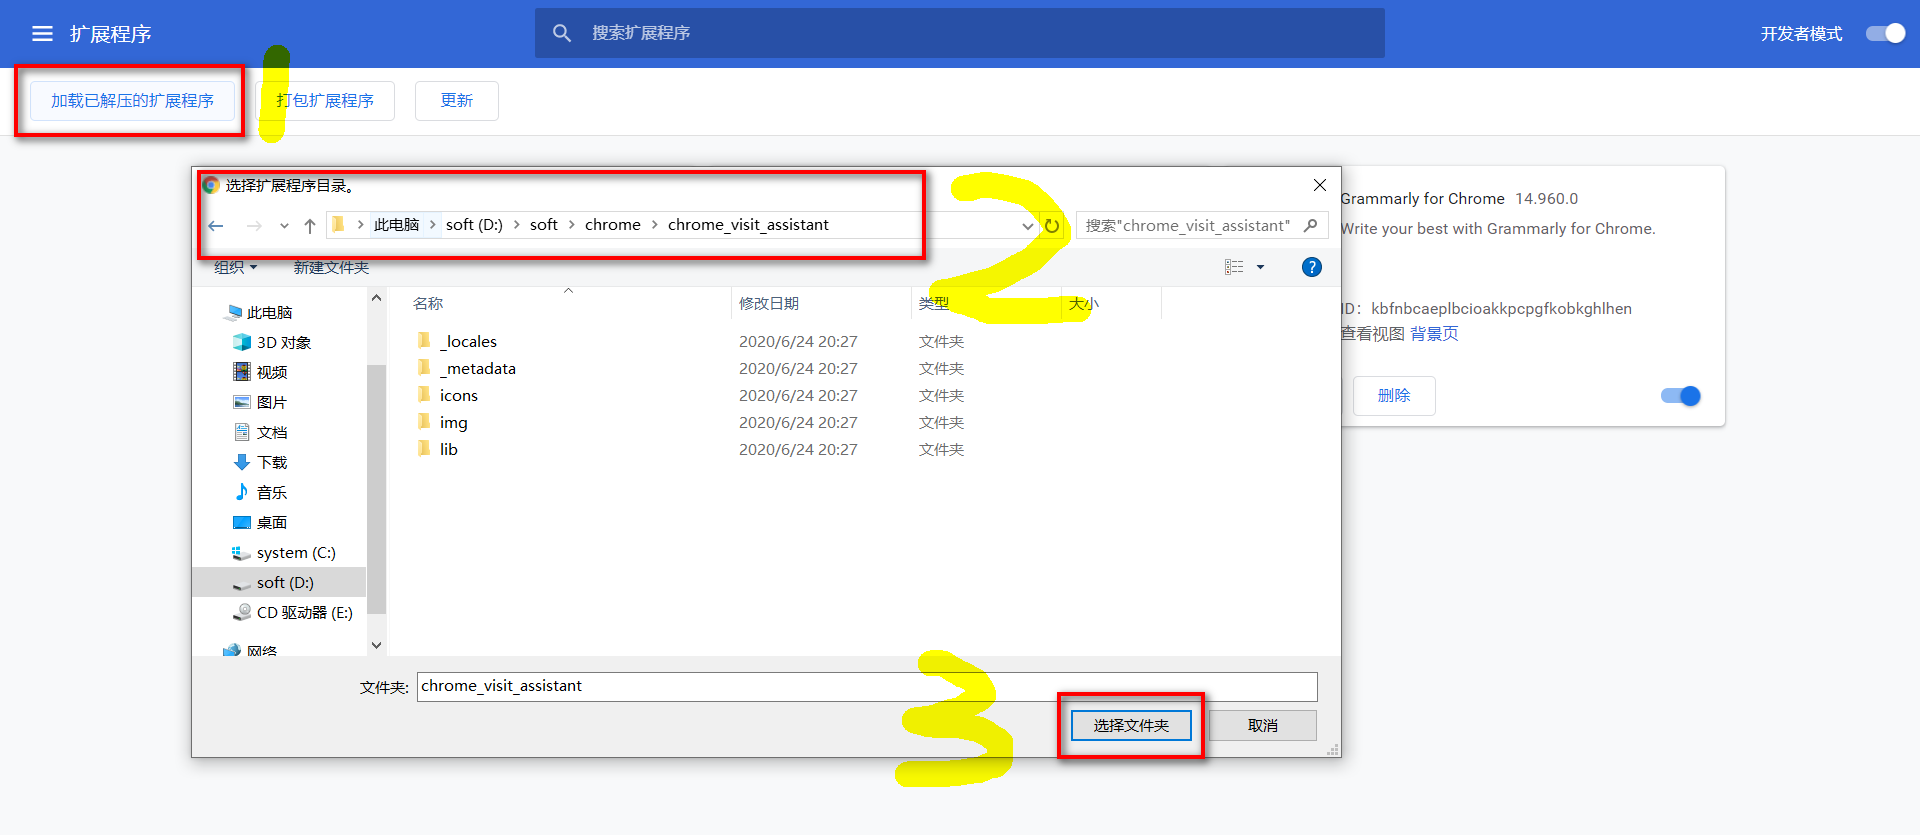 扩展程序
搜索扩展程序
开发者模式
加载已解压的扩展程序
1
打包扩展程序
更新
选择扩展程序目录。
此电脑 soft (D:) soft chrome chrome_visit_assistant
搜索"chrome_visit_assistant"
2
组织
新建文件夹
?
名称 修改日期 类型 大小
此电脑
3D 对象
视频
图片
文档
下载
音乐
桌面
system (C:)
soft (D:)
CD 驱动器 (E:)
网络
_locales 2020/6/24 20:27 文件夹
_metadata 2020/6/24 20:27 文件夹
icons 2020/6/24 20:27 文件夹
img 2020/6/24 20:27 文件夹
lib 2020/6/24 20:27 文件夹
文件夹: chrome_visit_assistant
3
选择文件夹
取消
Grammarly for Chrome 14.960.0
Write your best with Grammarly for Chrome.
ID： kbfnbcaeplbcioakkpcpgfkobkghlhen
查看视图 背景页
删除